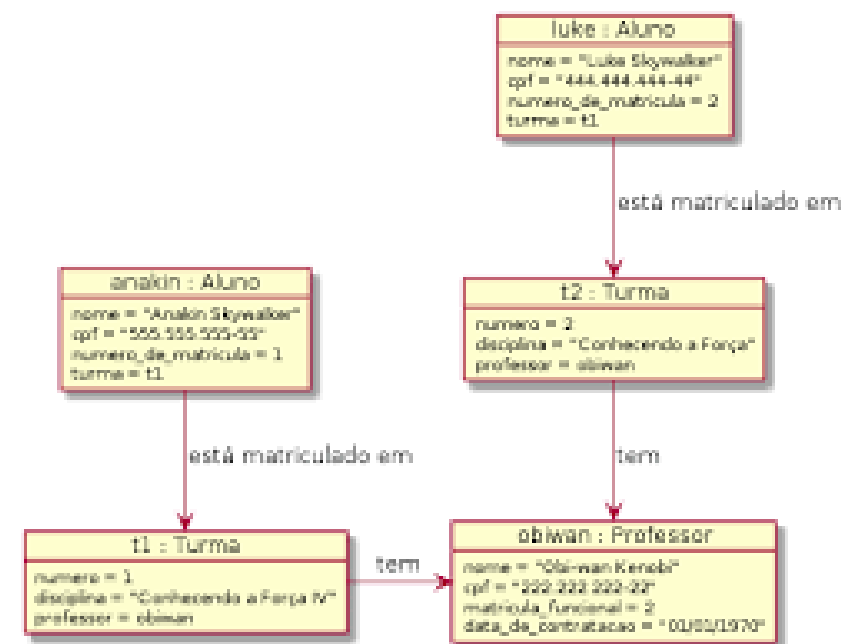 luke : Aluno
nome = "Luke Skywalker"
cpf = "444.444.444-44"
numero_de_matricula = 2
turma = t1
está matriculado em
anakin : Aluno
nome = "Anakin Skywalker"
cpf = "555.555.555-55"
numero_de_matricula = 1
turma = t1
t2 : Turma
numero = 2
disciplina = "Conhecendo a Força"
professor = obiwan
está matriculado em
tem
t1 : Turma
numero = 1
disciplina = "Conhecendo a Força IV"
professor = obiwan
tem
obiwan : Professor
nome = "Obi-wan Kenobi"
cpf = "222.222.222-22"
matricula_funcional = 2
data_de_contratacao = "01/01/1970"